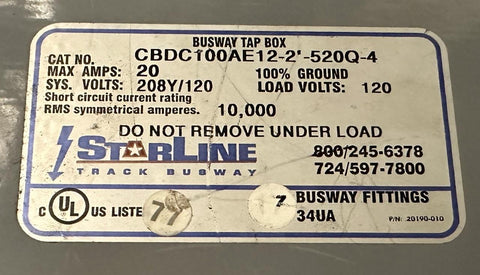 BUSWAY TAP BOX
CAT NO. CBDC100AE12-2'-520Q-4
MAX AMPS: 20 100% GROUND
SYS. VOLTS: 208Y/120 LOAD VOLTS: 120
Short circuit current rating
RMS symmetrical amperes. 10,000
DO NOT REMOVE UNDER LOAD
STARLINE
TRACK BUSWAY
800/245-6378
724/597-7800
C UL US LISTE
77
7 BUSWAY FITTINGS
34UA
P/N: 20190-010